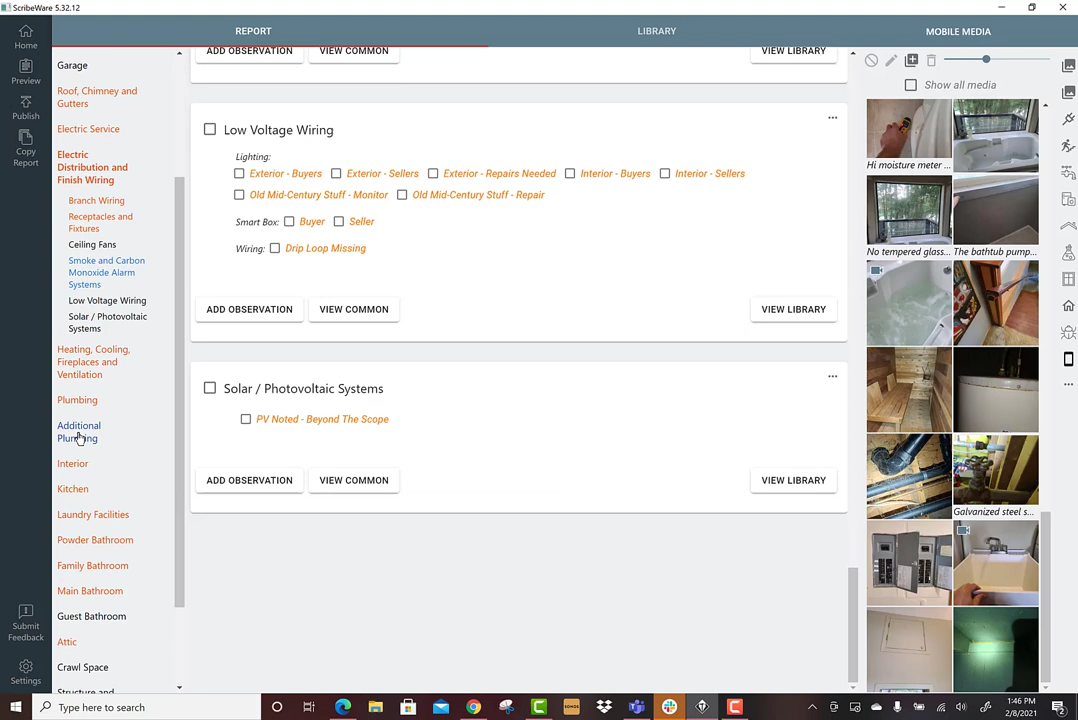 ScribeWare 5.32.12
Home
Preview
Publish
Copy
Report
Submit
Feedback
Settings
REPORT
LIBRARY
MOBILE MEDIA
Garage
Roof, Chimney and
Gutters
Electric Service
Electric
Distribution and
Finish Wiring
Branch Wiring
Receptacles and
Fixtures
Ceiling Fans
Smoke and Carbon
Monoxide Alarm
Systems
Low Voltage Wiring
Solar / Photovoltaic
Systems
Heating, Cooling,
Fireplaces and
Ventilation
Plumbing
Additional
Plumbing
Interior
Kitchen
Laundry Facilities
Powder Bathroom
Family Bathroom
Main Bathroom
Guest Bathroom
Attic
Crawl Space
Structure and
ADD OBSERVATION
VIEW COMMON
VIEW LIBRARY
Low Voltage Wiring
Lighting:
Exterior - Buyers
Exterior - Sellers
Exterior - Repairs Needed
Interior - Buyers
Interior - Sellers
Old Mid-Century Stuff - Monitor
Old Mid-Century Stuff - Repair
Smart Box:
Buyer
Seller
Wiring:
Drip Loop Missing
ADD OBSERVATION
VIEW COMMON
VIEW LIBRARY
Solar / Photovoltaic Systems
PV Noted - Beyond The Scope
ADD OBSERVATION
VIEW COMMON
VIEW LIBRARY
Show all media
Hi moisture meter ...
No tempered glass...
The bathtub pump...
Galvanized steel s...
Type here to search
1:46 PM
2/8/2021